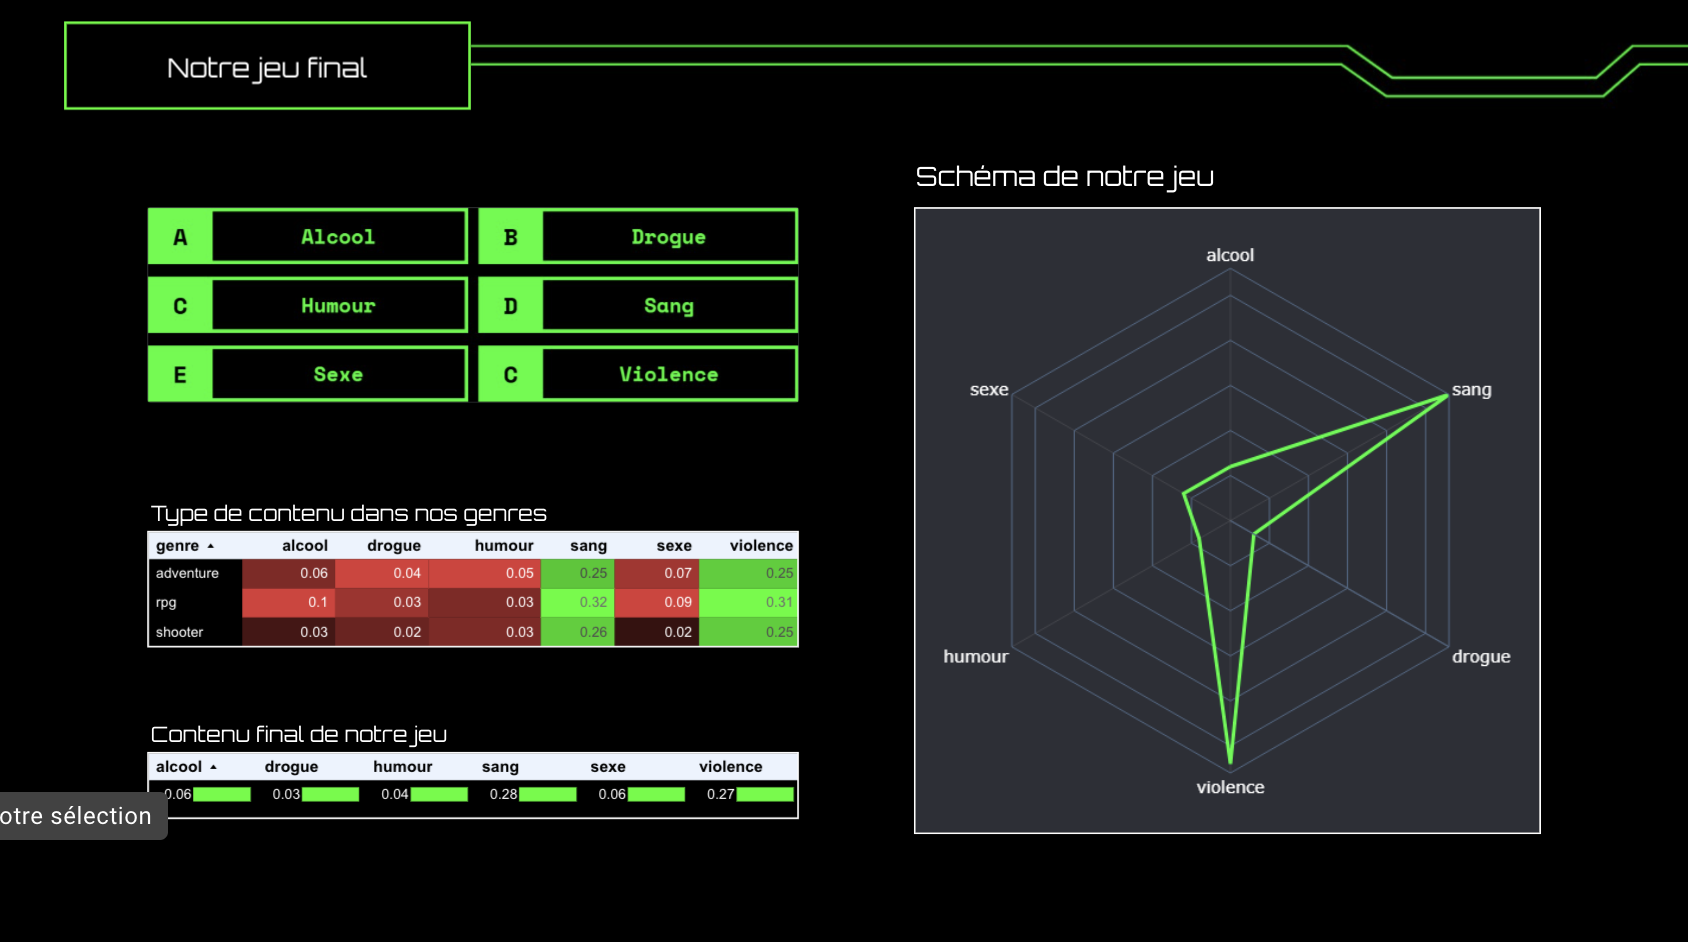 Notre jeu final
A Alcool B Drogue
C Humour D Sang
E Sexe C Violence
Type de contenu dans nos genres
genre ▲ alcool drogue humour sang sexe violence
adventure 0.06 0.04 0.05 0.25 0.07 0.25
rpg 0.1 0.03 0.03 0.32 0.09 0.31
shooter 0.03 0.02 0.03 0.26 0.02 0.25
Contenu final de notre jeu
alcool ▲ drogue humour sang sexe violence
0.06 0.03 0.04 0.28 0.06 0.27
otre sélection
Schéma de notre jeu
alcool
sexe sang
humour drogue
violence